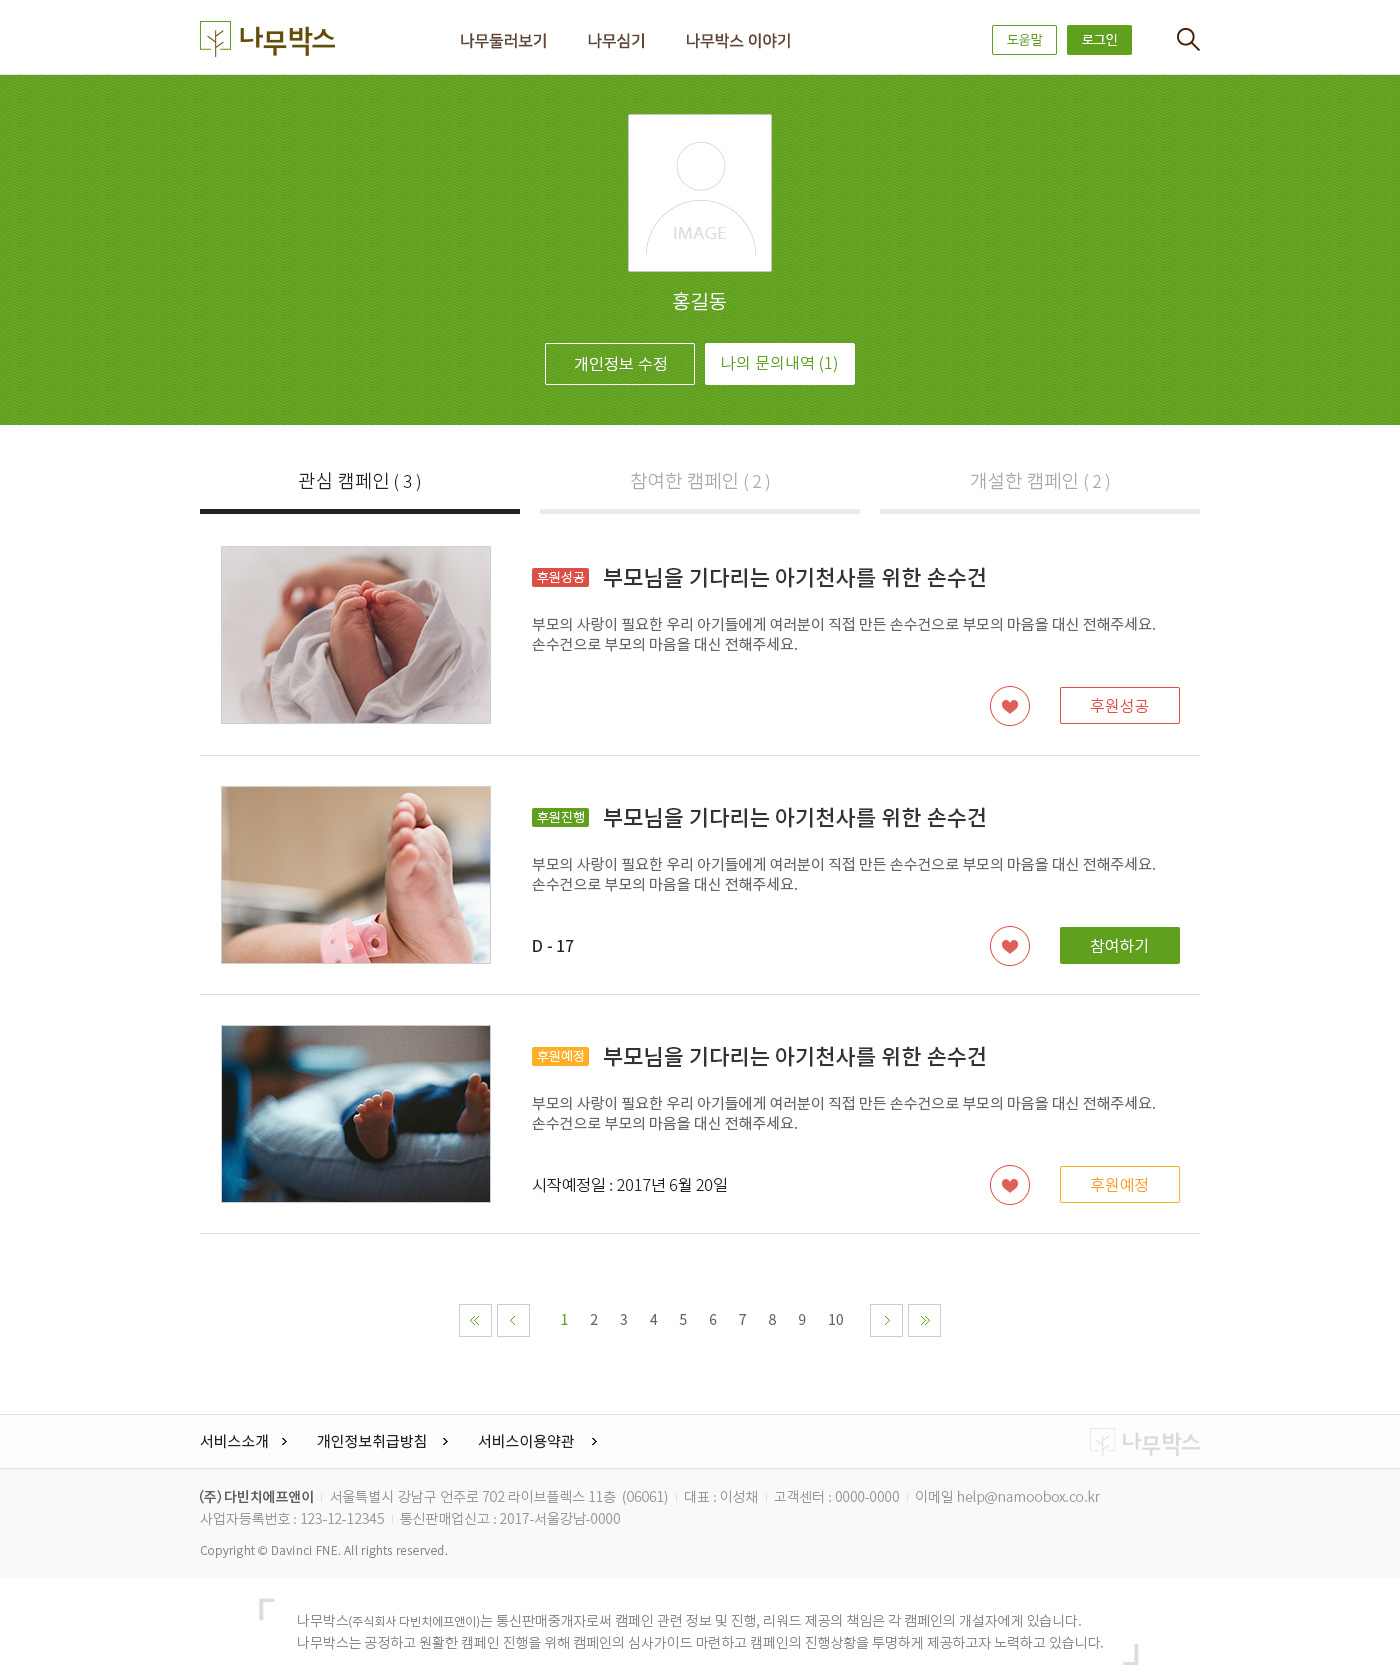 나무박스
나무둘러보기
나무심기
나무박스 이야기
도움말
로그인
IMAGE
홍길동
개인정보 수정
나의 문의내역 (1)
관심 캠페인 ( 3 )
참여한 캠페인 ( 2 )
개설한 캠페인 ( 2 )
후원성공 부모님을 기다리는 아기천사를 위한 손수건
부모의 사랑이 필요한 우리 아기들에게 여러분이 직접 만든 손수건으로 부모의 마음을 대신 전해주세요.
손수건으로 부모의 마음을 대신 전해주세요.
후원성공
후원진행 부모님을 기다리는 아기천사를 위한 손수건
부모의 사랑이 필요한 우리 아기들에게 여러분이 직접 만든 손수건으로 부모의 마음을 대신 전해주세요.
손수건으로 부모의 마음을 대신 전해주세요.
D - 17
참여하기
후원예정 부모님을 기다리는 아기천사를 위한 손수건
부모의 사랑이 필요한 우리 아기들에게 여러분이 직접 만든 손수건으로 부모의 마음을 대신 전해주세요.
손수건으로 부모의 마음을 대신 전해주세요.
시작예정일 : 2017년 6월 20일
후원예정
1 2 3 4 5 6 7 8 9 10
서비스소개
개인정보취급방침
서비스이용약관
나무박스
(주) 다빈치에프앤이 | 서울특별시 강남구 언주로 702 라이브플렉스 11층 (06061) | 대표 : 이성채 | 고객센터 : 0000-0000 | 이메일 help@namoobox.co.kr
사업자등록번호 : 123-12-12345 | 통신판매업신고 : 2017-서울강남-0000
Copyright © Davinci FNE. All rights reserved.
「 나무박스(주식회사 다빈치에프앤이)는 통신판매중개자로써 캠페인 관련 정보 및 진행, 리워드 제공의 책임은 각 캠페인의 개설자에게 있습니다.
나무박스는 공정하고 원활한 캠페인 진행을 위해 캠페인의 심사가이드 마련하고 캠페인의 진행상황을 투명하게 제공하고자 노력하고 있습니다. 」